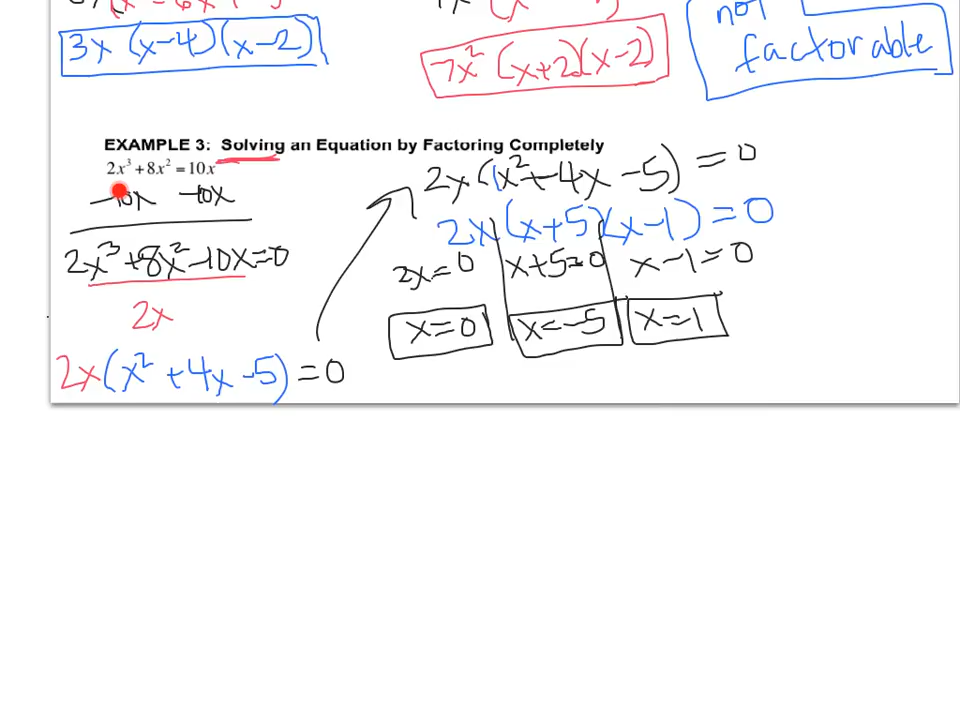 3x (x-4)(x-2)
7x² (x+2)(x-2)
not
factorable
EXAMPLE 3: Solving an Equation by Factoring Completely
2x³ + 8x² = 10x
-10x -10x
2x³ + 8x² - 10x = 0
2x
2x (x² + 4x - 5) = 0
2x (x² + 4x - 5) = 0
2x (x+5)(x-1) = 0
2x = 0 x+5=0 x-1=0
x=0 x=-5 x=1